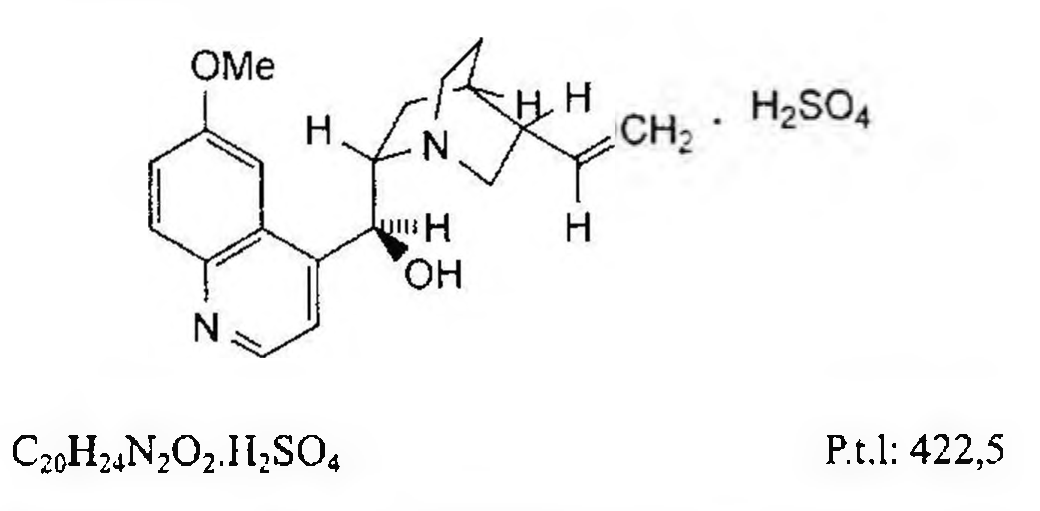 OMe
H
H
H
N
CH₂ · H₂SO₄
H
H
OH
N
C₂₀H₂₄N₂O₂.H₂SO₄
P.t.l: 422,5